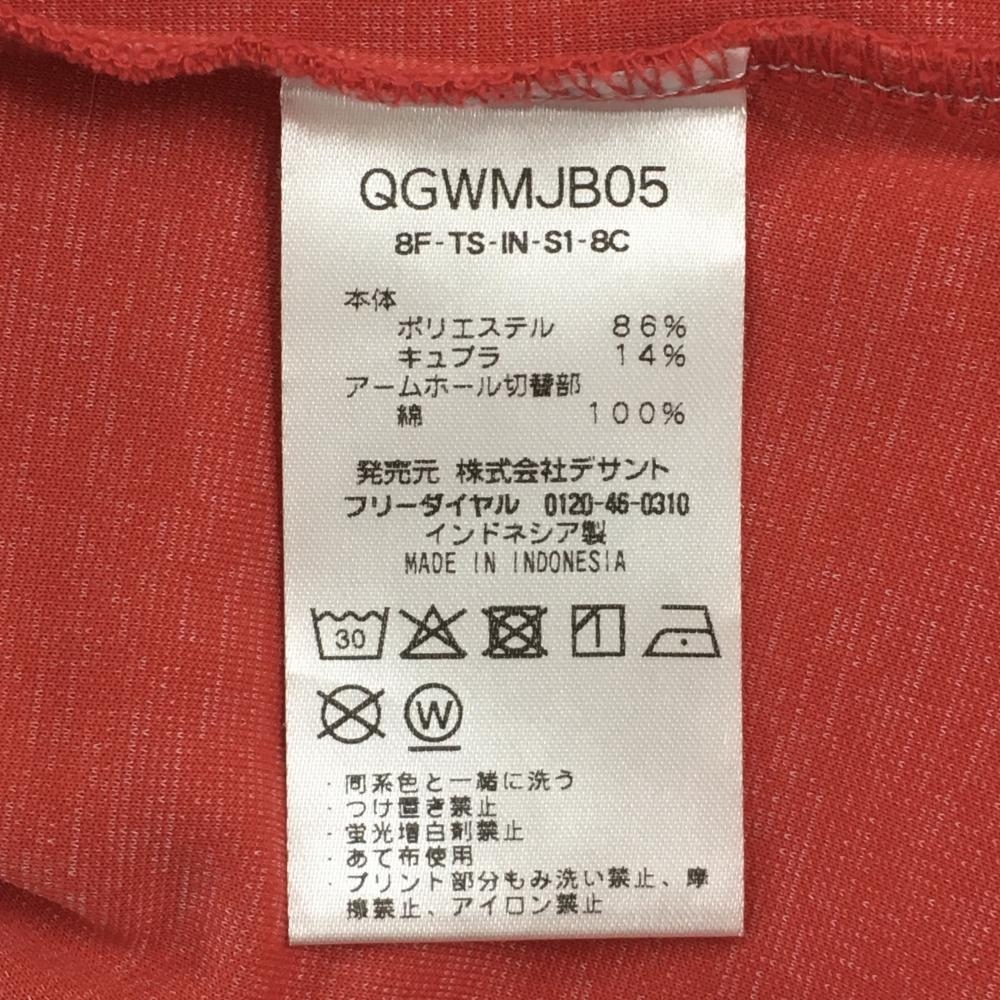 QGWMJB05
8F-TS-IN-S1-8C
本体
ポリエステル 86%
キュプラ 14%
アームホール切替部
綿 100%
発売元 株式会社デサント
フリーダイヤル 0120-46-0310
インドネシア製
MADE IN INDONESIA
30
W
・同系色と一緒に洗う
・つけ置き禁止
・蛍光増白剤禁止
・あて布使用
・プリント部分もみ洗い禁止、摩
擦禁止、アイロン禁止